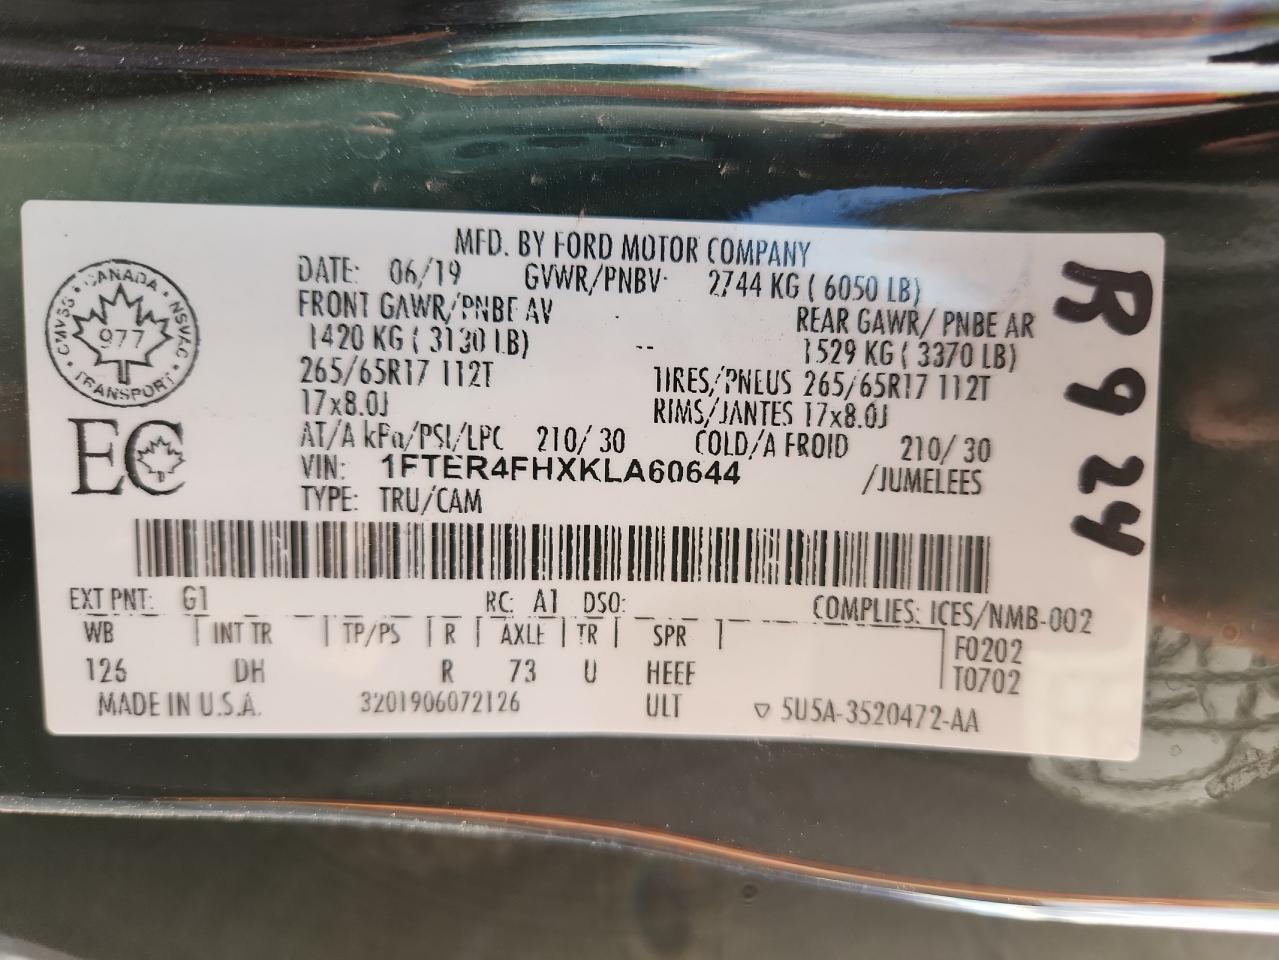 MFD. BY FORD MOTOR COMPANY
DATE: 06/19 GVWR/PNBV: 2744 KG ( 6050 LB)
FRONT GAWR/PNBE AV REAR GAWR/ PNBE AR
1420 KG ( 3130 LB) -- 1529 KG ( 3370 LB)
265/65R17 112T TIRES/PNEUS 265/65R17 112T
17x8.0J RIMS/JANTES 17x8.0J
AT/A kPa/PSI/LPC 210/ 30 COLD/A FROID 210/ 30
VIN: 1FTER4FHXKLA60644 /JUMELEES
TYPE: TRU/CAM
CANADA
CMVSS · NSVAC
977
TRANSPORT
EC
R 924
EXT PNT: G1 RC: A1 DSO: COMPLIES: ICES/NMB-002
WB | INT TR | TP/PS | R | AXLE | TR | SPR | F0202
126 DH R 73 U HEEF T0702
MADE IN U.S.A. 3201906072126 ULT ▽ 5U5A-3520472-AA